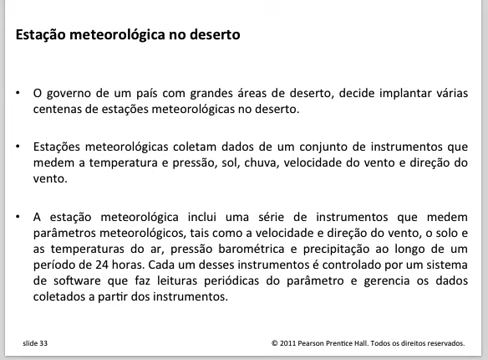 Estação meteorológica no deserto
• O governo de um país com grandes áreas de deserto, decide implantar várias
centenas de estações meteorológicas no deserto.
• Estações meteorológicas coletam dados de um conjunto de instrumentos que
medem a temperatura e pressão, sol, chuva, velocidade do vento e direção do
vento.
• A estação meteorológica inclui uma série de instrumentos que medem
parâmetros meteorológicos, tais como a velocidade e direção do vento, o solo e
as temperaturas do ar, pressão barométrica e precipitação ao longo de um
período de 24 horas. Cada um desses instrumentos é controlado por um sistema
de software que faz leituras periódicas do parâmetro e gerencia os dados
coletados a partir dos instrumentos.
slide 33
© 2011 Pearson Prentice Hall. Todos os direitos reservados.